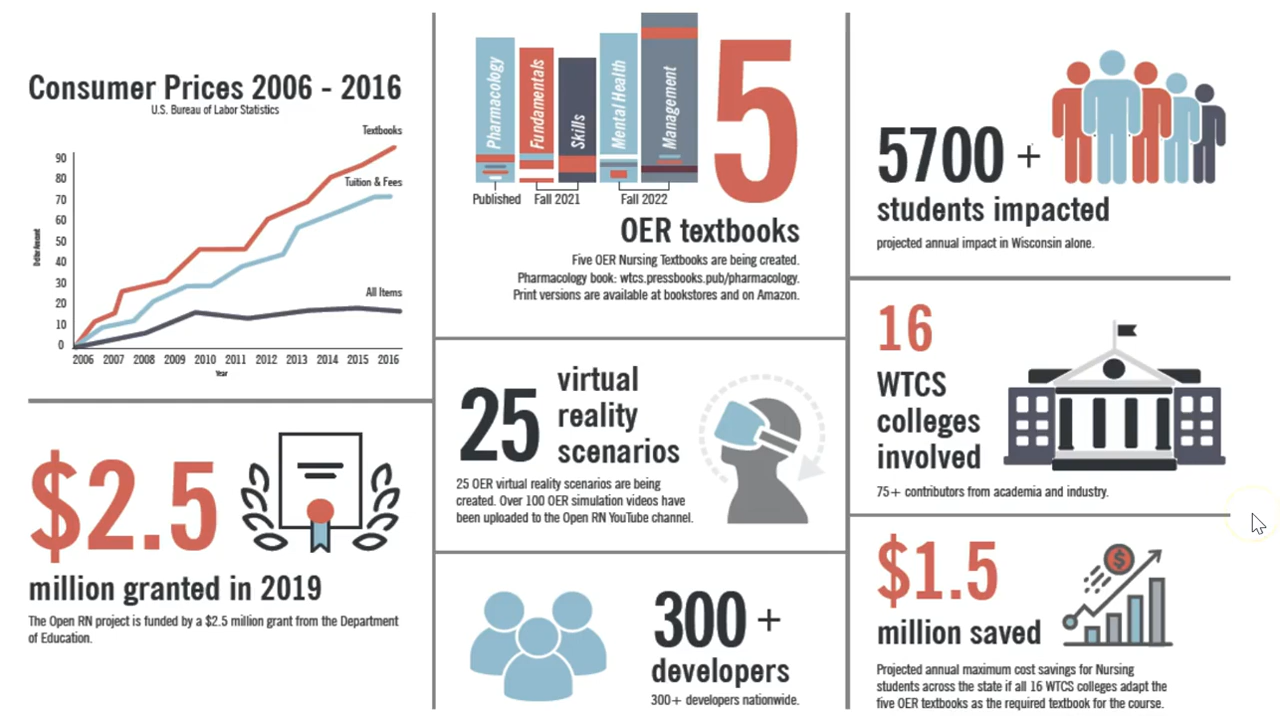 Consumer Prices 2006 - 2016
U.S. Bureau of Labor Statistics
Textbooks
Tuition & Fees
All Items
Dollar Amount
90
80
70
60
50
40
30
20
10
0
2006 2007 2008 2009 2010 2011 2012 2013 2014 2015 2016
Year
$2.5
million granted in 2019
The Open RN project is funded by a $2.5 million grant from the Department
of Education.
Pharmacology
Fundamentals
Skills
Mental Health
Management
Published Fall 2021 Fall 2022
5
OER textbooks
Five OER Nursing Textbooks are being created.
Pharmacology book: wtcs.pressbooks.pub/pharmacology.
Print versions are available at bookstores and on Amazon.
25
virtual
reality
scenarios
25 OER virtual reality scenarios are being
created. Over 100 OER simulation videos have
been uploaded to the Open RN YouTube channel.
300 +
developers
300+ developers nationwide.
5700 +
students impacted
projected annual impact in Wisconsin alone.
16
WTCS
colleges
involved
75+ contributors from academia and industry.
$1.5
million saved
$
Projected annual maximum cost savings for Nursing
students across the state if all 16 WTCS colleges adapt the
five OER textbooks as the required textbook for the course.